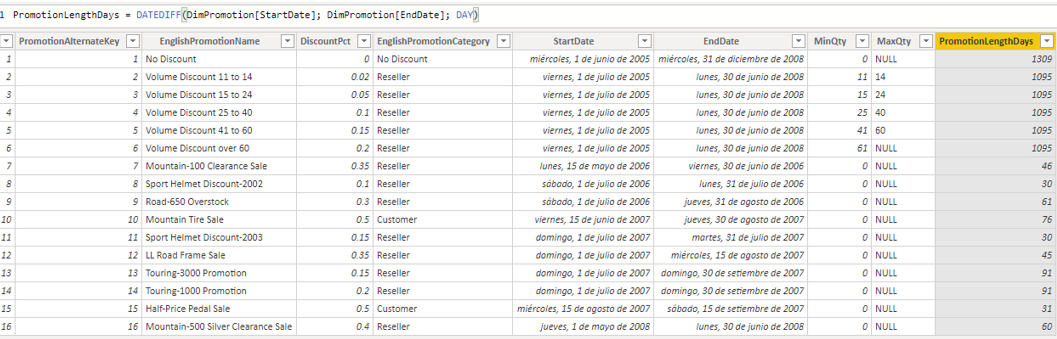 1 PromotionLengthDays = DATEDIFF(DimPromotion[StartDate]; DimPromotion[EndDate]; DAY)
PromotionAlternateKey EnglishPromotionName DiscountPct EnglishPromotionCategory StartDate EndDate MinQty MaxQty PromotionLengthDays
1 1 No Discount 0 No Discount miércoles, 1 de junio de 2005 miércoles, 31 de diciembre de 2008 0 NULL 1309
2 2 Volume Discount 11 to 14 0.02 Reseller viernes, 1 de julio de 2005 lunes, 30 de junio de 2008 11 14 1095
3 3 Volume Discount 15 to 24 0.05 Reseller viernes, 1 de julio de 2005 lunes, 30 de junio de 2008 15 24 1095
4 4 Volume Discount 25 to 40 0.1 Reseller viernes, 1 de julio de 2005 lunes, 30 de junio de 2008 25 40 1095
5 5 Volume Discount 41 to 60 0.15 Reseller viernes, 1 de julio de 2005 lunes, 30 de junio de 2008 41 60 1095
6 6 Volume Discount over 60 0.2 Reseller viernes, 1 de julio de 2005 lunes, 30 de junio de 2008 61 NULL 1095
7 7 Mountain-100 Clearance Sale 0.35 Reseller lunes, 15 de mayo de 2006 viernes, 30 de junio de 2006 0 NULL 46
8 8 Sport Helmet Discount-2002 0.1 Reseller sábado, 1 de julio de 2006 lunes, 31 de julio de 2006 0 NULL 30
9 9 Road-650 Overstock 0.3 Reseller sábado, 1 de julio de 2006 jueves, 31 de agosto de 2006 0 NULL 61
10 10 Mountain Tire Sale 0.5 Customer viernes, 15 de junio de 2007 jueves, 30 de agosto de 2007 0 NULL 76
11 11 Sport Helmet Discount-2003 0.15 Reseller domingo, 1 de julio de 2007 martes, 31 de julio de 2007 0 NULL 30
12 12 LL Road Frame Sale 0.35 Reseller domingo, 1 de julio de 2007 miércoles, 15 de agosto de 2007 0 NULL 45
13 13 Touring-3000 Promotion 0.15 Reseller domingo, 1 de julio de 2007 domingo, 30 de setiembre de 2007 0 NULL 91
14 14 Touring-1000 Promotion 0.2 Reseller domingo, 1 de julio de 2007 domingo, 30 de setiembre de 2007 0 NULL 91
15 15 Half-Price Pedal Sale 0.5 Customer miércoles, 15 de agosto de 2007 sábado, 15 de setiembre de 2007 0 NULL 31
16 16 Mountain-500 Silver Clearance Sale 0.4 Reseller jueves, 1 de mayo de 2008 lunes, 30 de junio de 2008 0 NULL 60